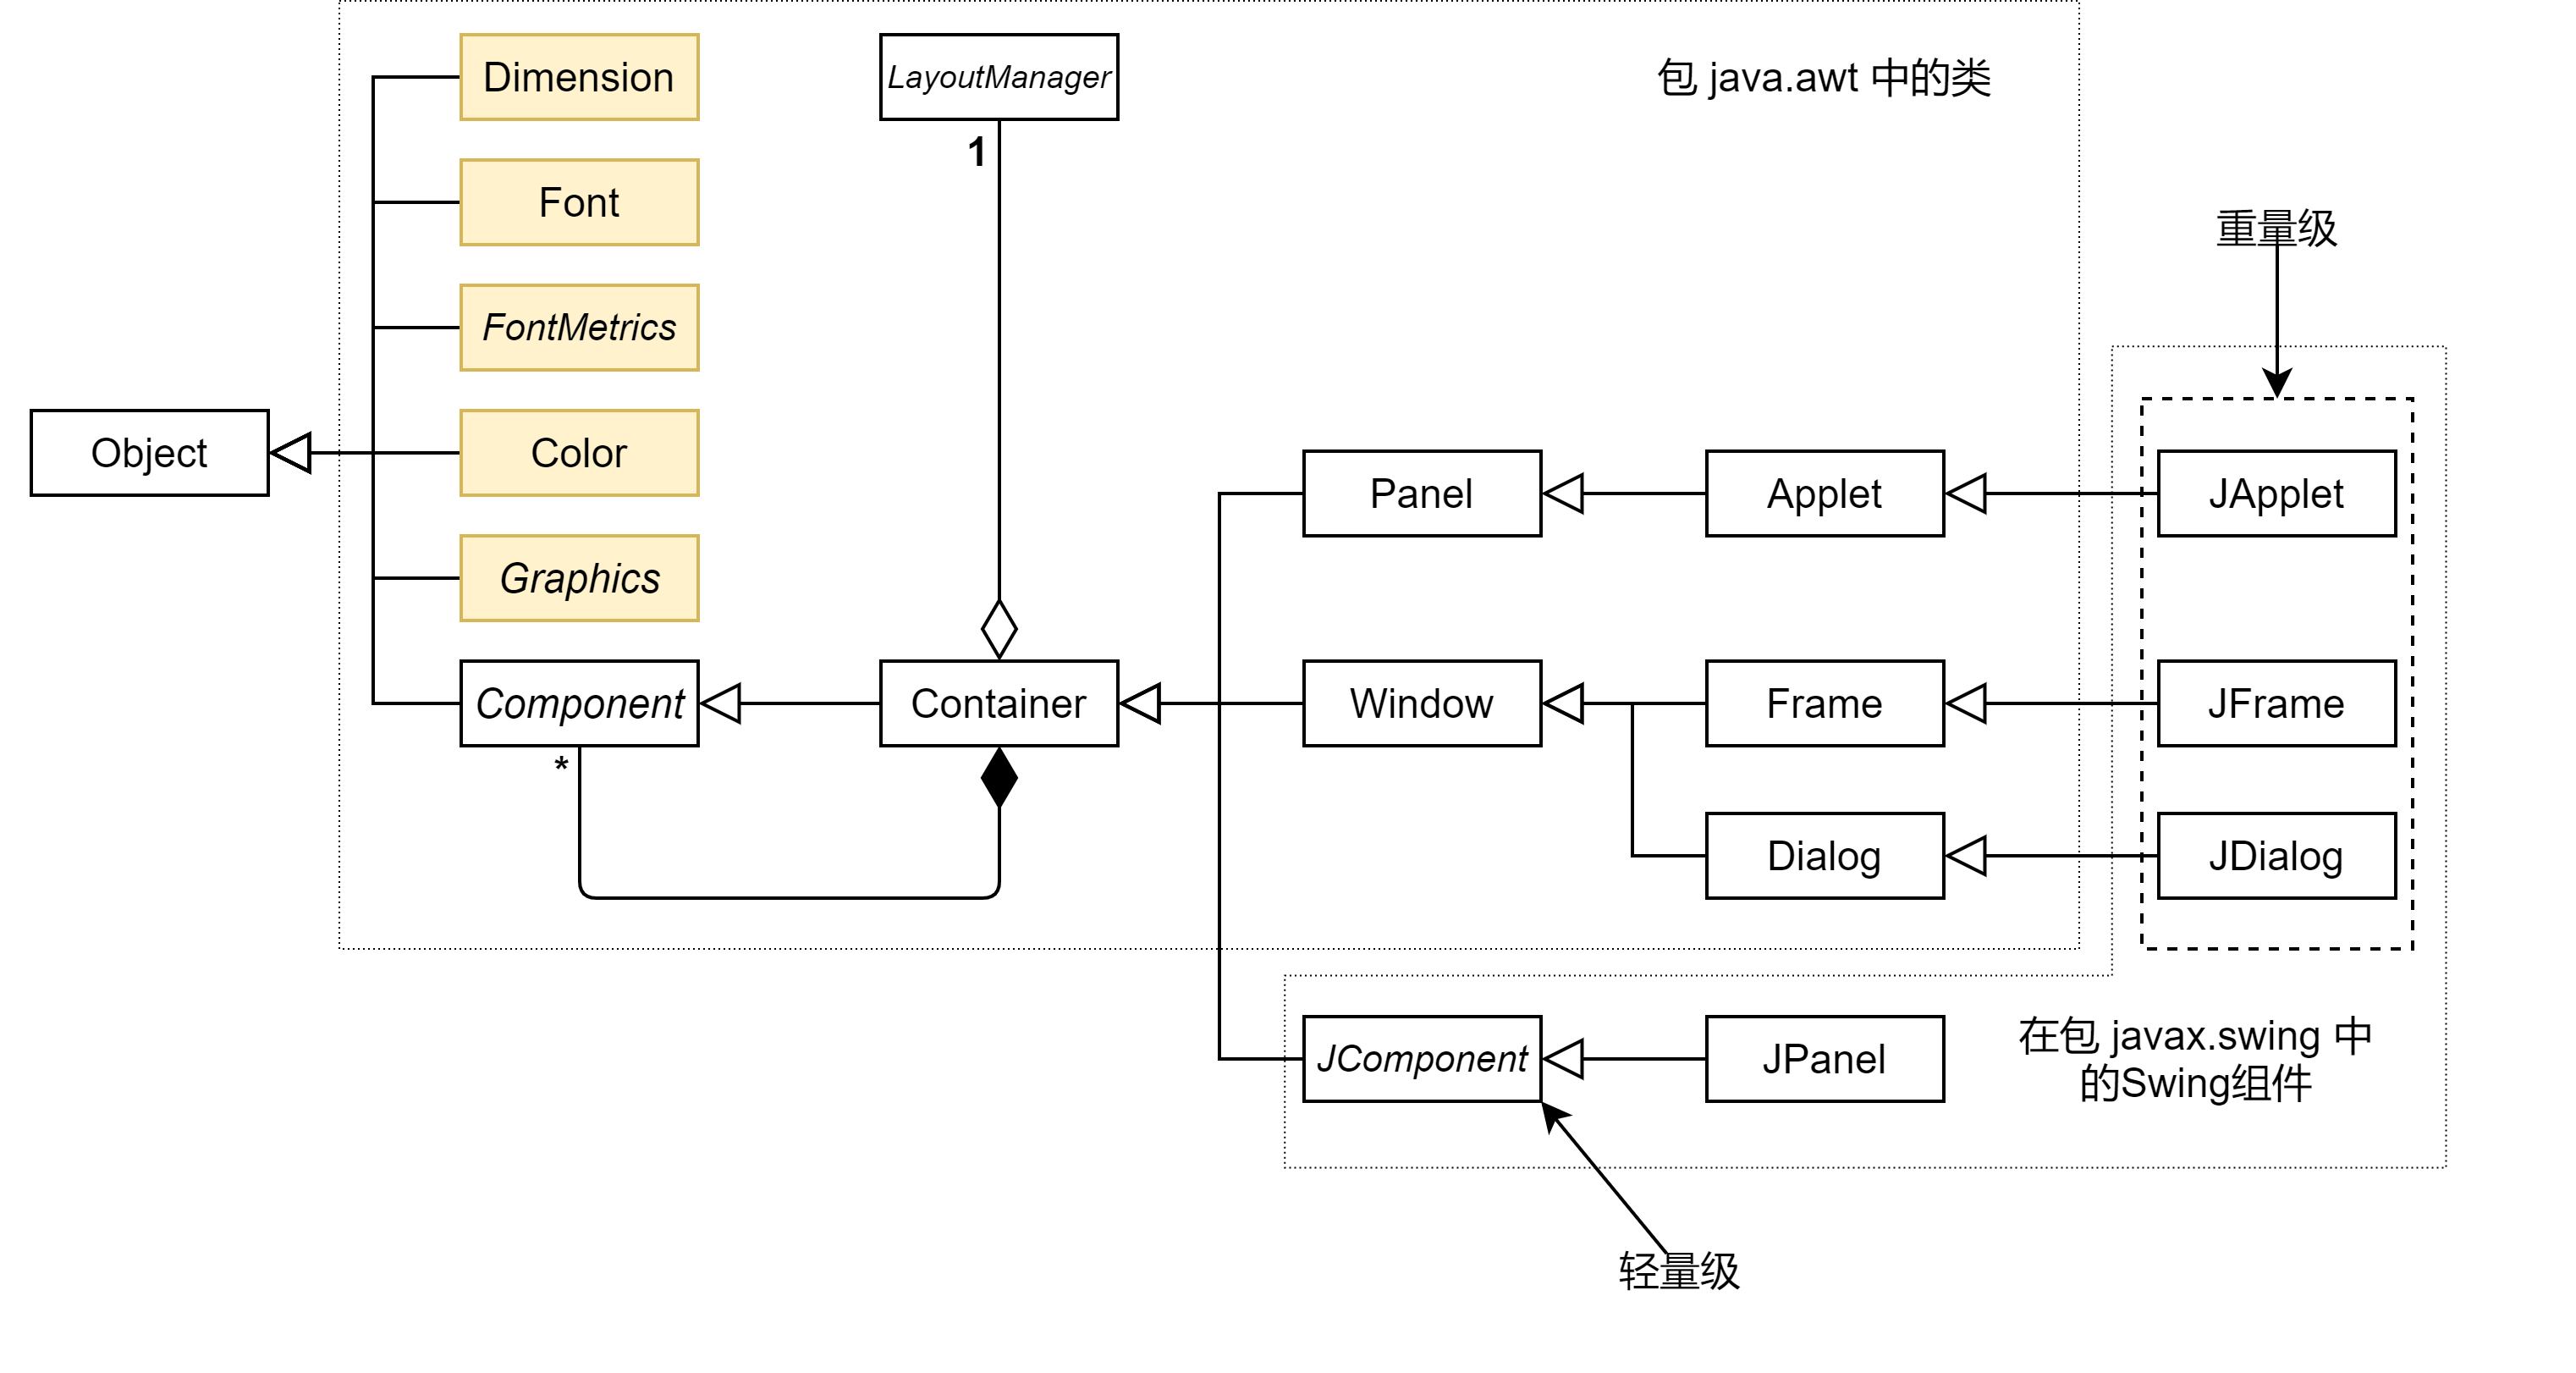 Dimension
LayoutManager
包 java.awt 中的类
1
Font
重量级
FontMetrics
Object
Color
Panel
Applet
JApplet
Graphics
Component
Container
Window
Frame
JFrame
*
Dialog
JDialog
JComponent
JPanel
在包 javax.swing 中
的Swing组件
轻量级